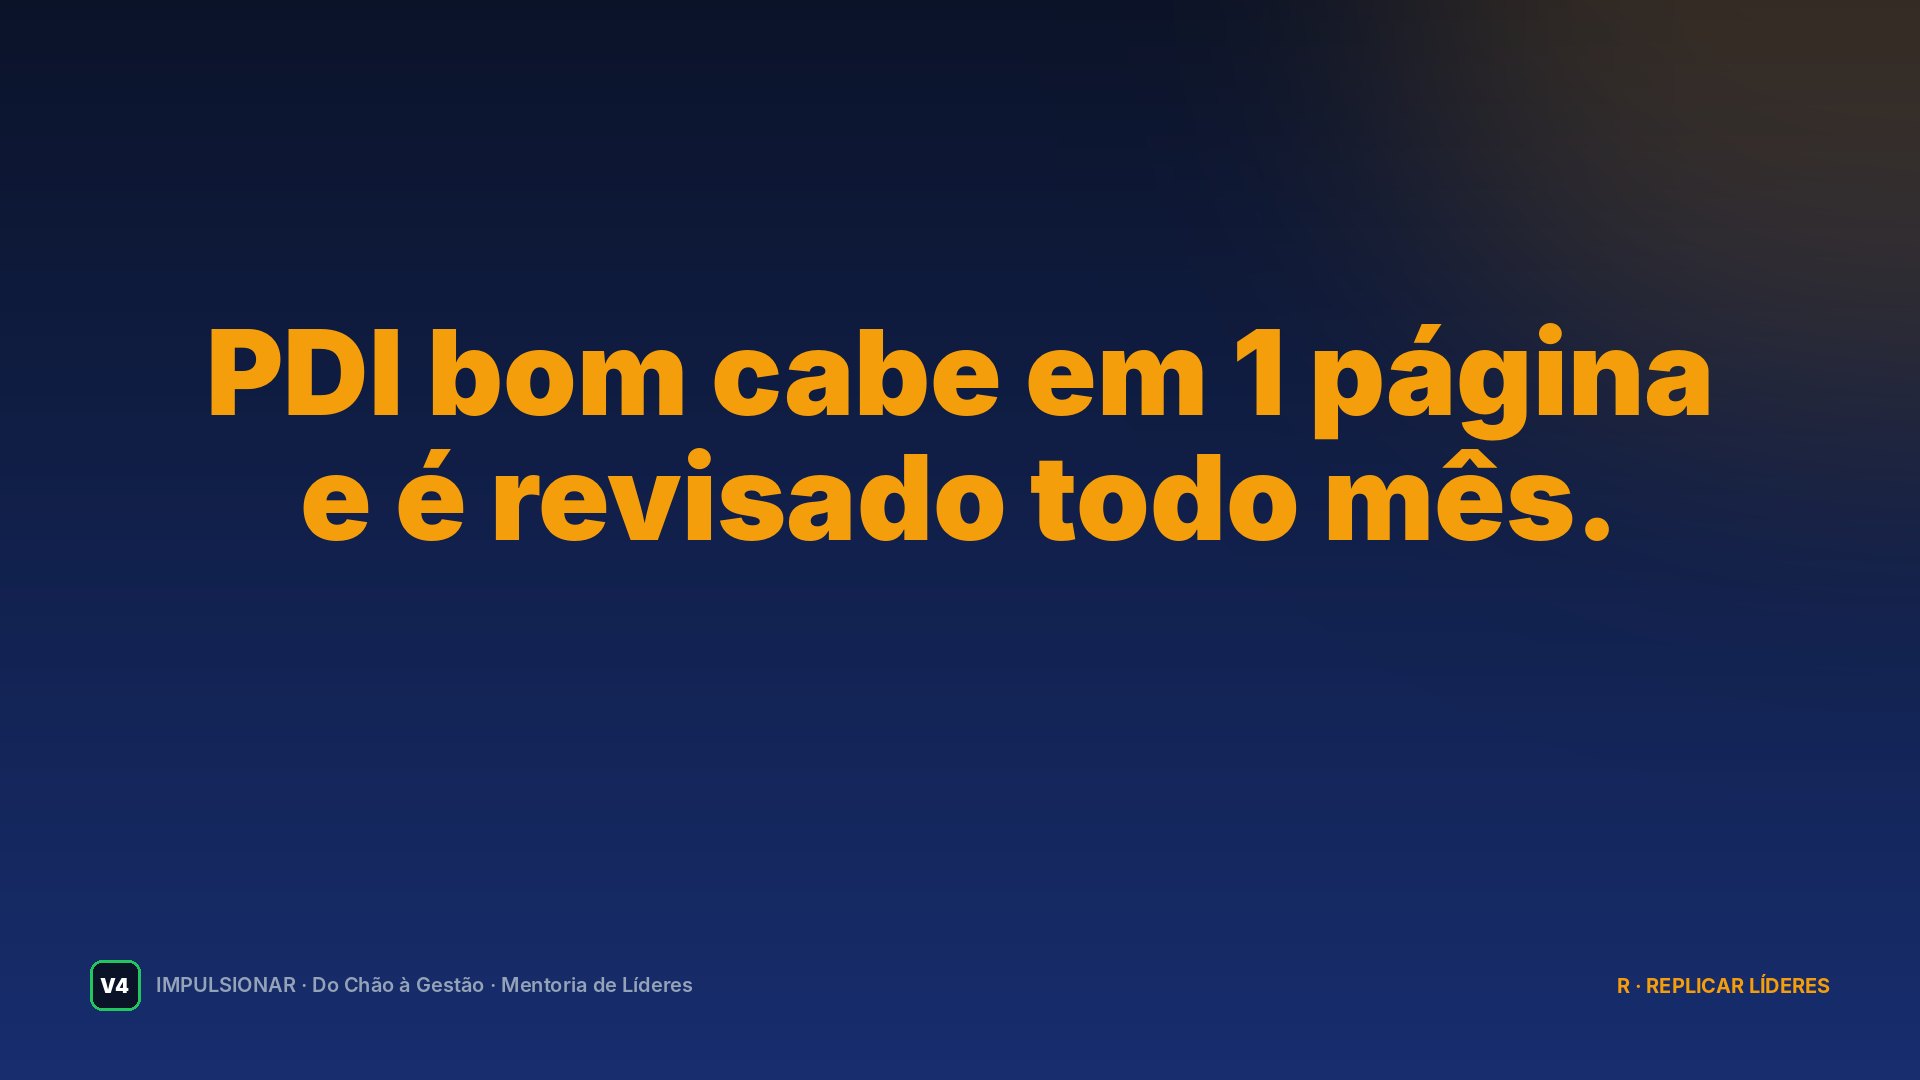 PDI bom cabe em 1 página
e é revisado todo mês.
V4 IMPULSIONAR · Do Chão à Gestão · Mentoria de Líderes
R · REPLICAR LÍDERES